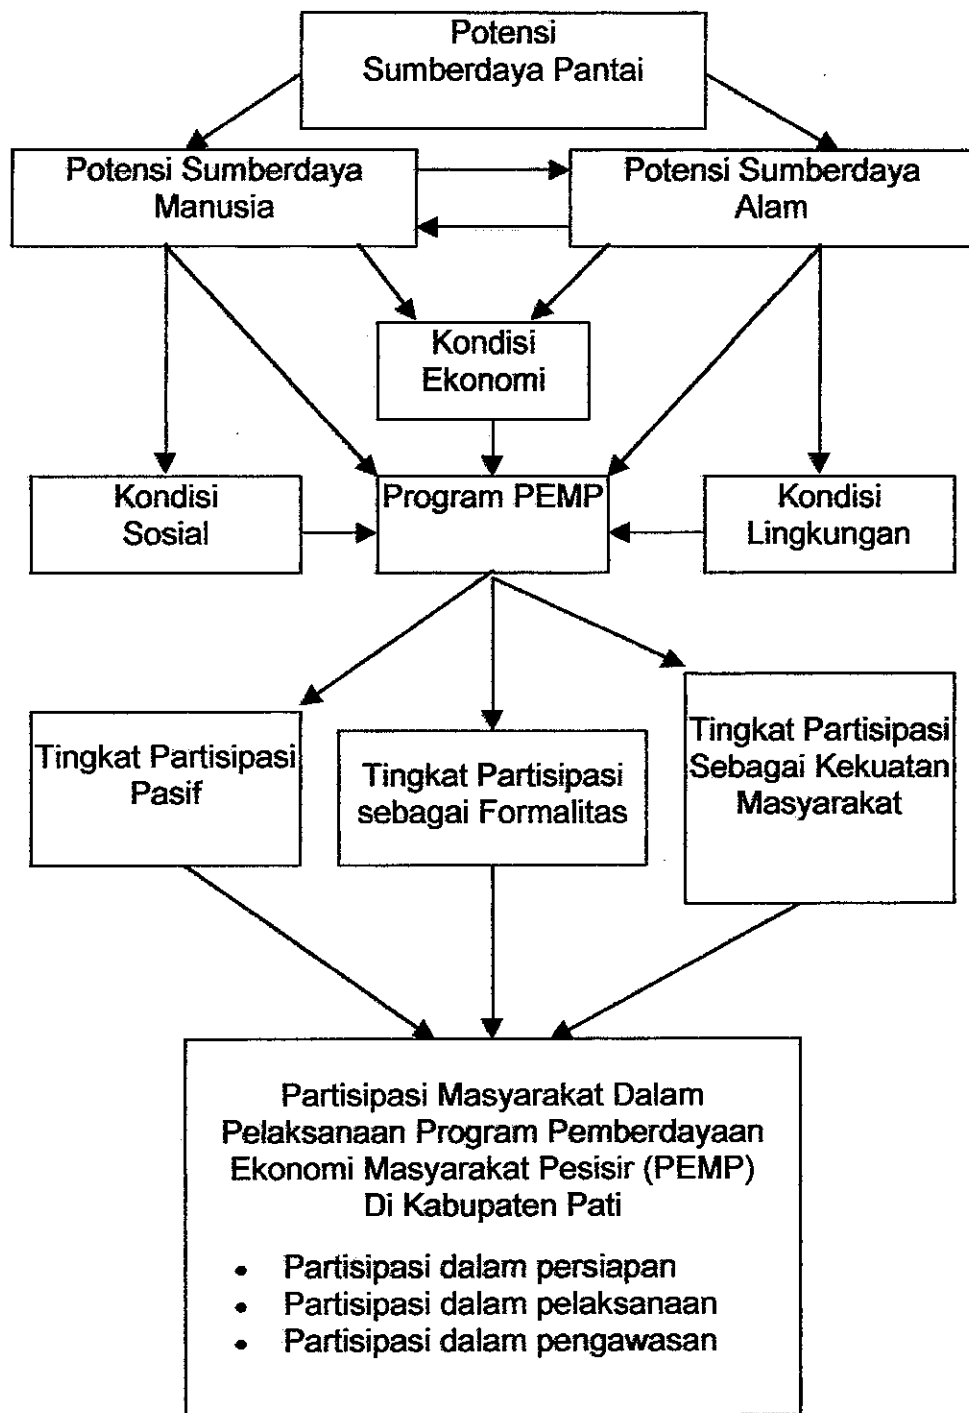 Potensi
Sumberdaya Pantai
Potensi Sumberdaya
Manusia
Potensi Sumberdaya
Alam
Kondisi
Ekonomi
Kondisi
Sosial
Program PEMP
Kondisi
Lingkungan
Tingkat Partisipasi
Pasif
Tingkat Partisipasi
sebagai Formalitas
Tingkat Partisipasi
Sebagai Kekuatan
Masyarakat
Partisipasi Masyarakat Dalam
Pelaksanaan Program Pemberdayaan
Ekonomi Masyarakat Pesisir (PEMP)
Di Kabupaten Pati
• Partisipasi dalam persiapan
• Partisipasi dalam pelaksanaan
• Partisipasi dalam pengawasan